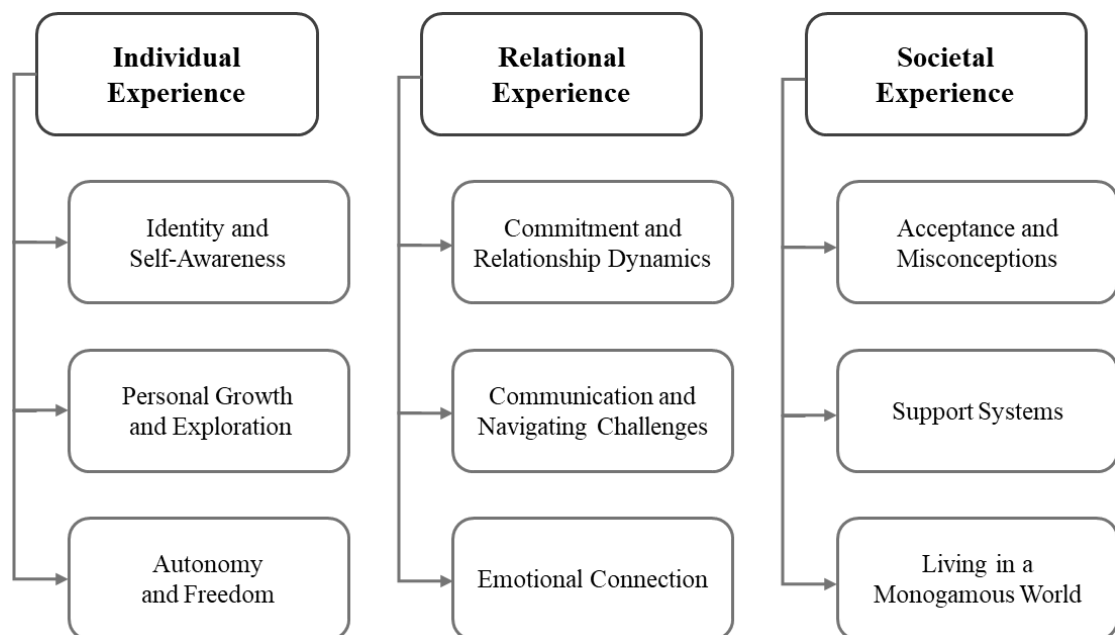 Individual
Experience
Identity and
Self-Awareness
Personal Growth
and Exploration
Autonomy
and Freedom
Relational
Experience
Commitment and
Relationship Dynamics
Communication and
Navigating Challenges
Emotional Connection
Societal
Experience
Acceptance and
Misconceptions
Support Systems
Living in a
Monogamous World